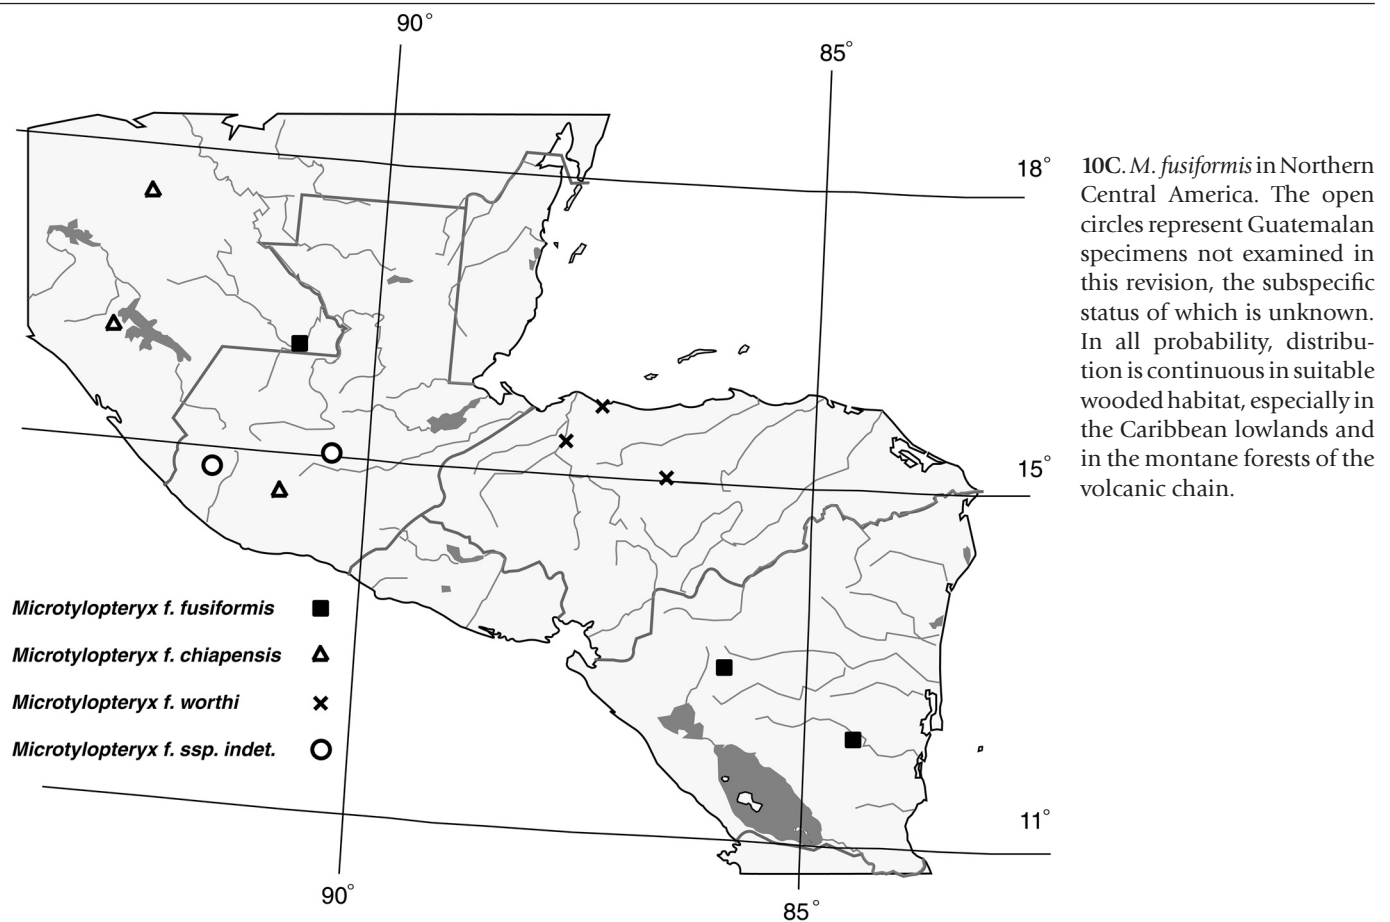 90°
85°
18°
15°
11°
90°
85°
Microtylopteryx f. fusiformis
Microtylopteryx f. chiapensis
Microtylopteryx f. worthi
Microtylopteryx f. ssp. indet.
10C. M. fusiformis in Northern
Central America. The open
circles represent Guatemalan
specimens not examined in
this revision, the subspecific
status of which is unknown.
In all probability, distribu-
tion is continuous in suitable
wooded habitat, especially in
the Caribbean lowlands and
in the montane forests of the
volcanic chain.